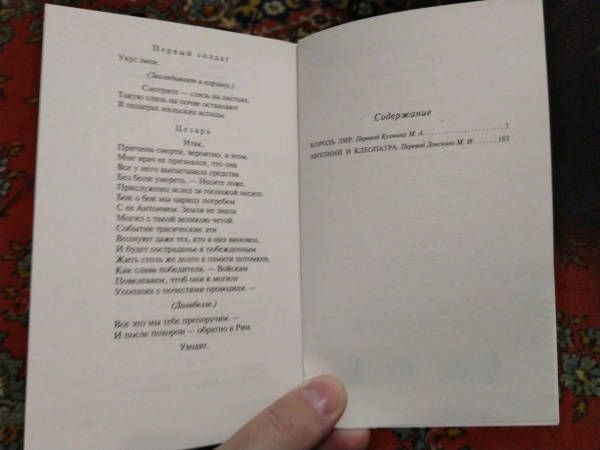 Первый солдат
Укус змеи.
(Заглядывает в корзину.)
Смотрите — слизь на листьях.
Такую слизь на почве оставляют
В пещерах нильских аспиды.
Цезарь
Итак,
Причина смерти, вероятно, в этом.
Мне врач ее признался, что она
Все у него выпытывала средства
Без боли умереть. — Несите ложе.
Прислужниц вслед за госпожой несите.
Бок о бок мы царицу погребем
С ее Антонием. Земля не знала
Могил с такой великою четой.
События трагические эти
Волнуют даже тех, кто в них виновен,
И будет состраданье к побежденным
Жить столь же долго в памяти потомков,
Как слава победителя. — Войскам
Повелеваем, чтоб они к могиле
Усопших с почестями проводили. —
(Долабелле.)
Все это мы тебе препоручим. —
И после похорон — обратно в Рим.
Уходят.
Содержание
КОРОЛЬ ЛИР. Перевод Кузмина М. А. . . . . . . . . . . . . 3
АНТОНИЙ И КЛЕОПАТРА. Перевод Донского М. И. . . . . . 183